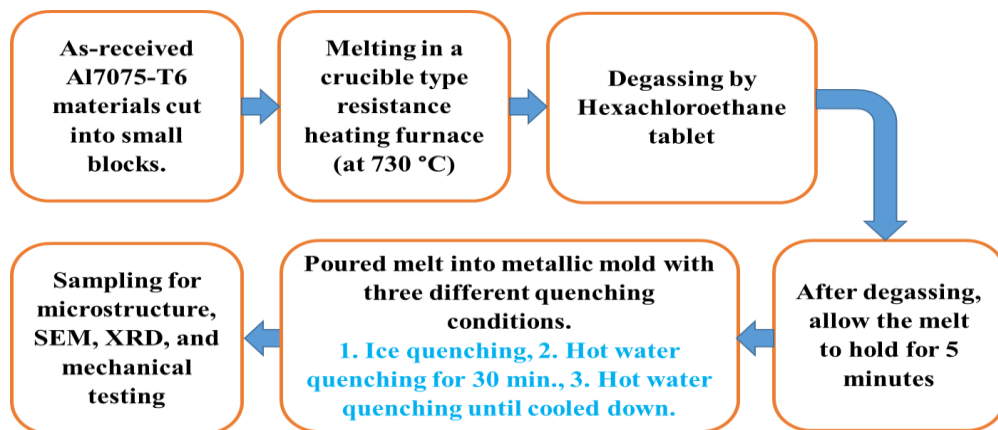 As-received
Al7075-T6
materials cut
into small
blocks.
Melting in a
crucible type
resistance
heating furnace
(at 730 °C)
Degassing by
Hexachloroethane
tablet
After degassing,
allow the melt
to hold for 5
minutes
Poured melt into metallic mold with
three different quenching
conditions.
1. Ice quenching, 2. Hot water
quenching for 30 min., 3. Hot water
quenching until cooled down.
Sampling for
microstructure,
SEM, XRD, and
mechanical
testing